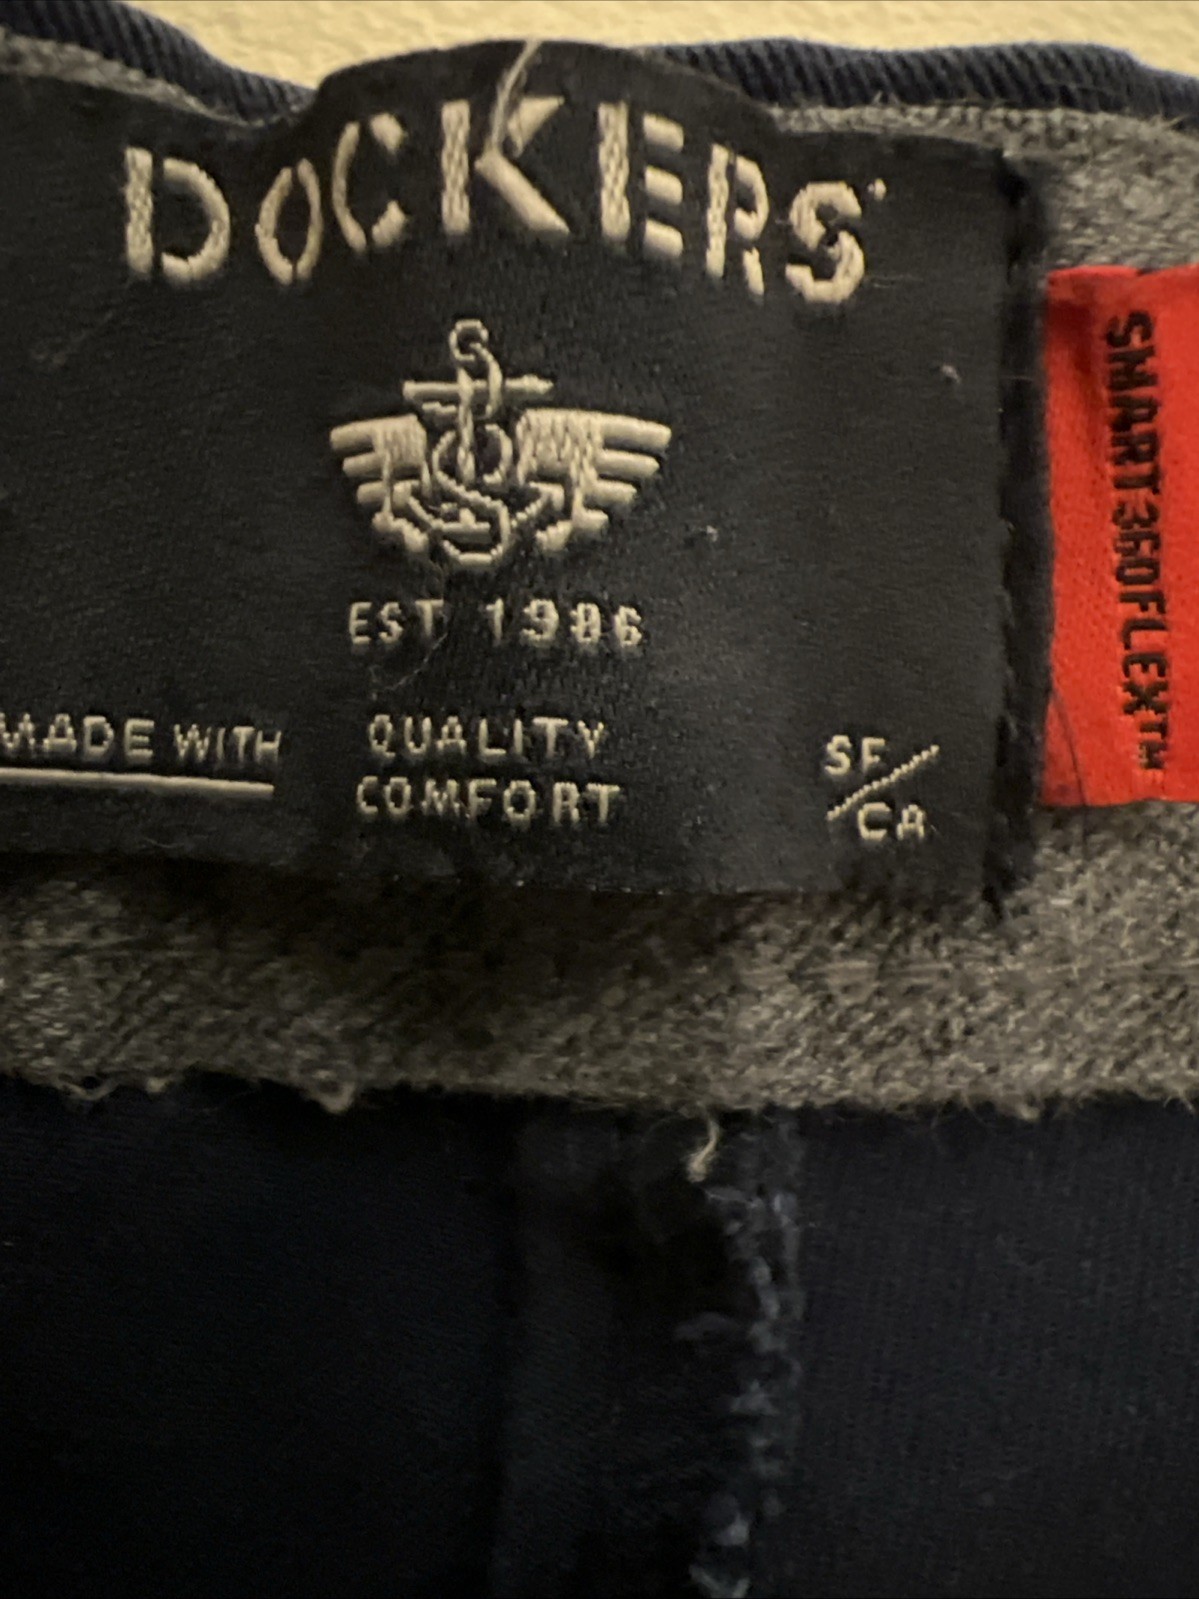 DOCKERS
EST 1986
MADE WITH
QUALITY
COMFORT
SF/CA
SMART360FLEX™